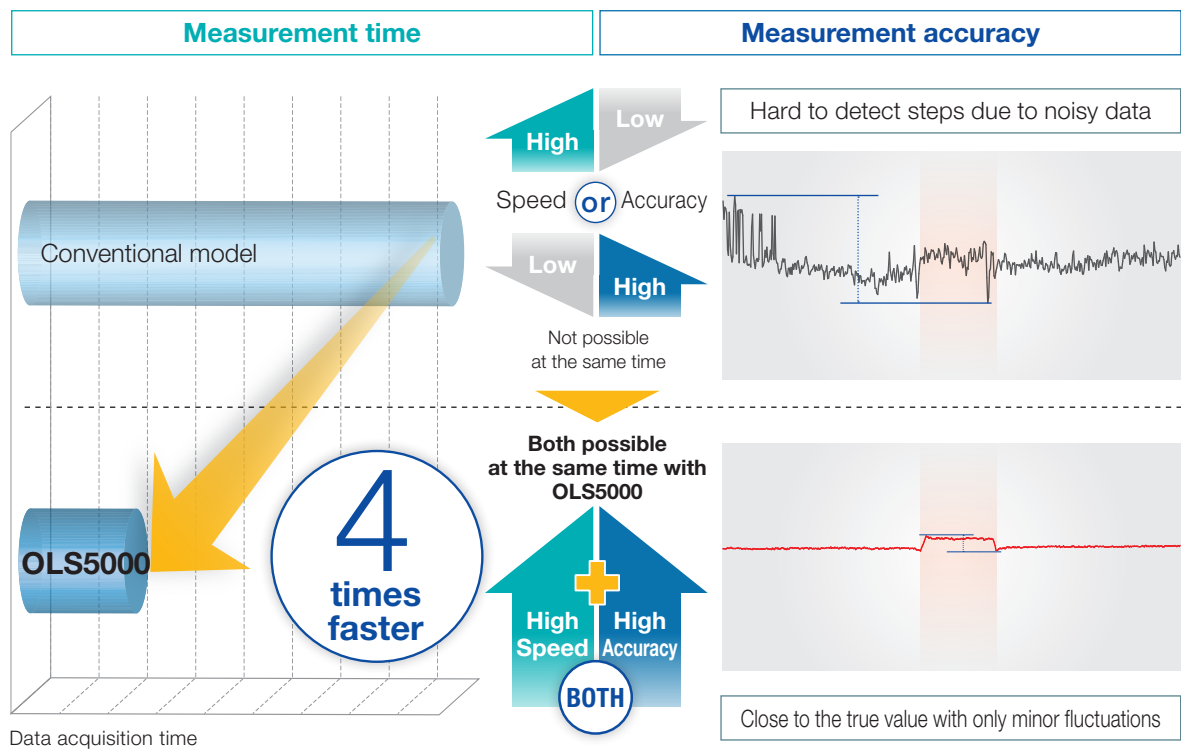 Measurement time
Measurement accuracy
Conventional model
OLS5000
4
times
faster
Data acquisition time
High
Low
Speed or Accuracy
Low
High
Not possible
at the same time
Both possible
at the same time with
OLS5000
High
Speed
High
Accuracy
BOTH
Hard to detect steps due to noisy data
Close to the true value with only minor fluctuations